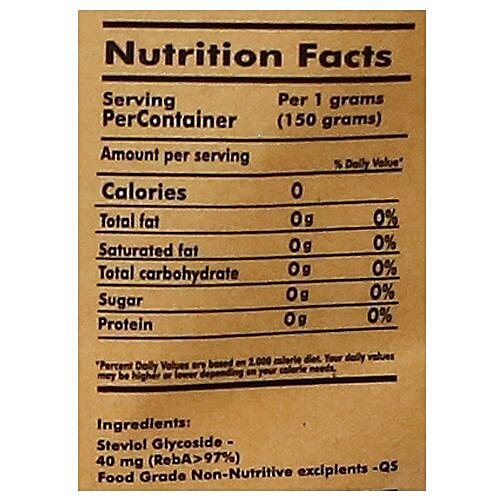 Nutrition Facts
Serving Per 1 grams
PerContainer (150 grams)
Amount per serving
% Daily Value*
Calories 0
Total fat 0g 0%
Saturated fat 0g 0%
Total carbohydrate 0g 0%
Sugar 0g 0%
Protein 0g 0%
*Percent Daily Values are based on 2.000 calorie diet. Your daily values
may be higher or lower depending on your calorie needs.
Ingredients:
Steviol Glycoside -
40 mg (RebA>97%)
Food Grade Non-Nutritive excipients -QS